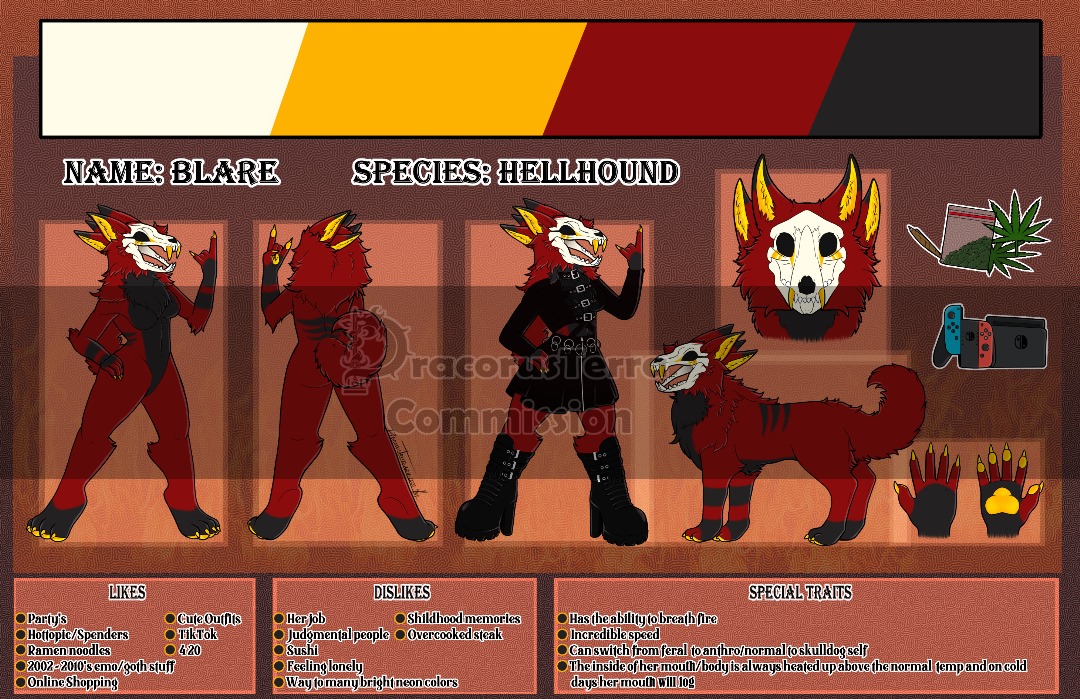 NAME: BLARE
SPECIES: HELLHOUND
DraconisTerror
Commission
LIKES
Party's
Hottopic/Spenders
Ramen noodles
2002 - 2010's emo/goth stuff
Online Shopping
Cute Outfits
TikTok
4 20
DISLIKES
Her job
Judgmental people
Sushi
Feeling lonely
Way to many bright neon colors
Shildhood memories
Overcooked steak
SPECIAL TRAITS
Has the ability to breath fire
Incredible speed
Can switch from feral to anthro/normal to skulldog self
The inside of her mouth/body is always heated up above the normal temp and on cold
days her mouth will fog